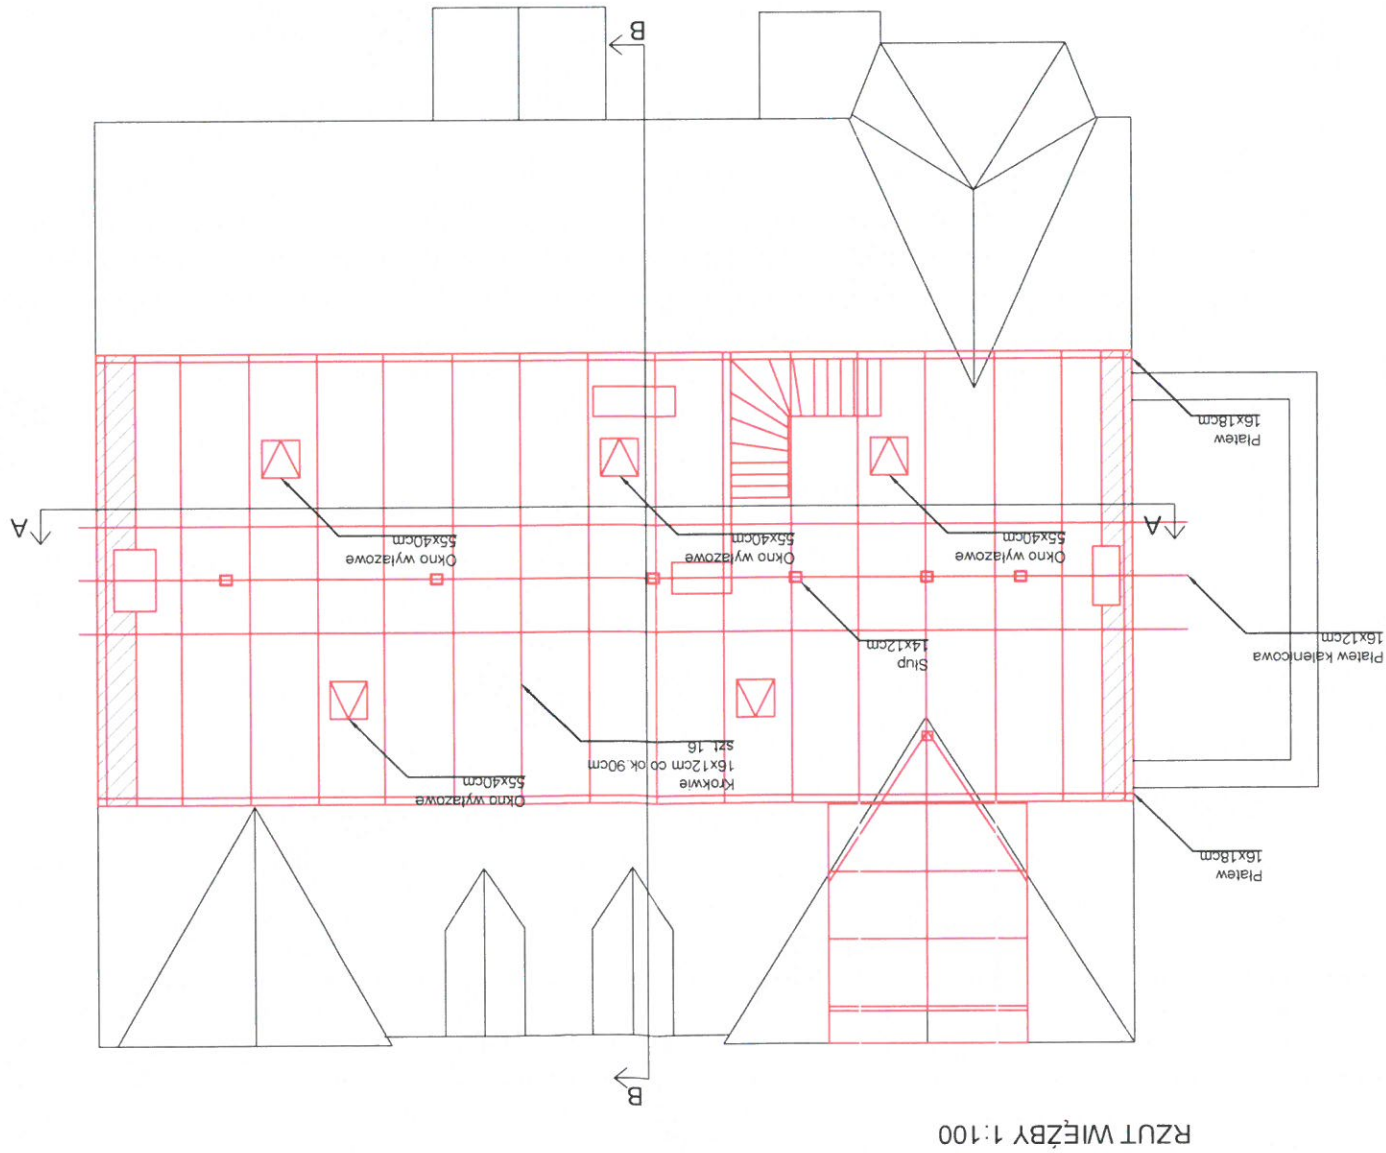 RZUT WIĘŹBY 1:100
B
Płatew
16x18cm
Okno wyłazowe
55x40cm
Krokwie
16x12cm co ok.90cm
szt.16
Słup
14x12cm
Płatew kalenicowa
16x12cm
Okno wyłazowe
55x40cm
Okno wyłazowe
55x40cm
Okno wyłazowe
55x40cm
A
A
Płatew
16x18cm
B